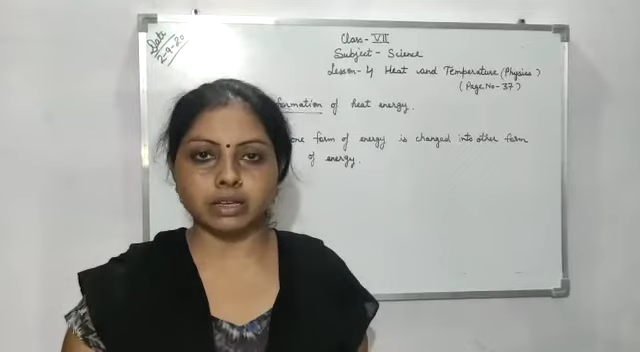 Date
2-9-20
Class-VII
Subject- Science
Lesson-4 Heat and Temperature (Physics)
(Page.No-37)
formation of heat energy.
one form of energy is changed into other form
of energy.